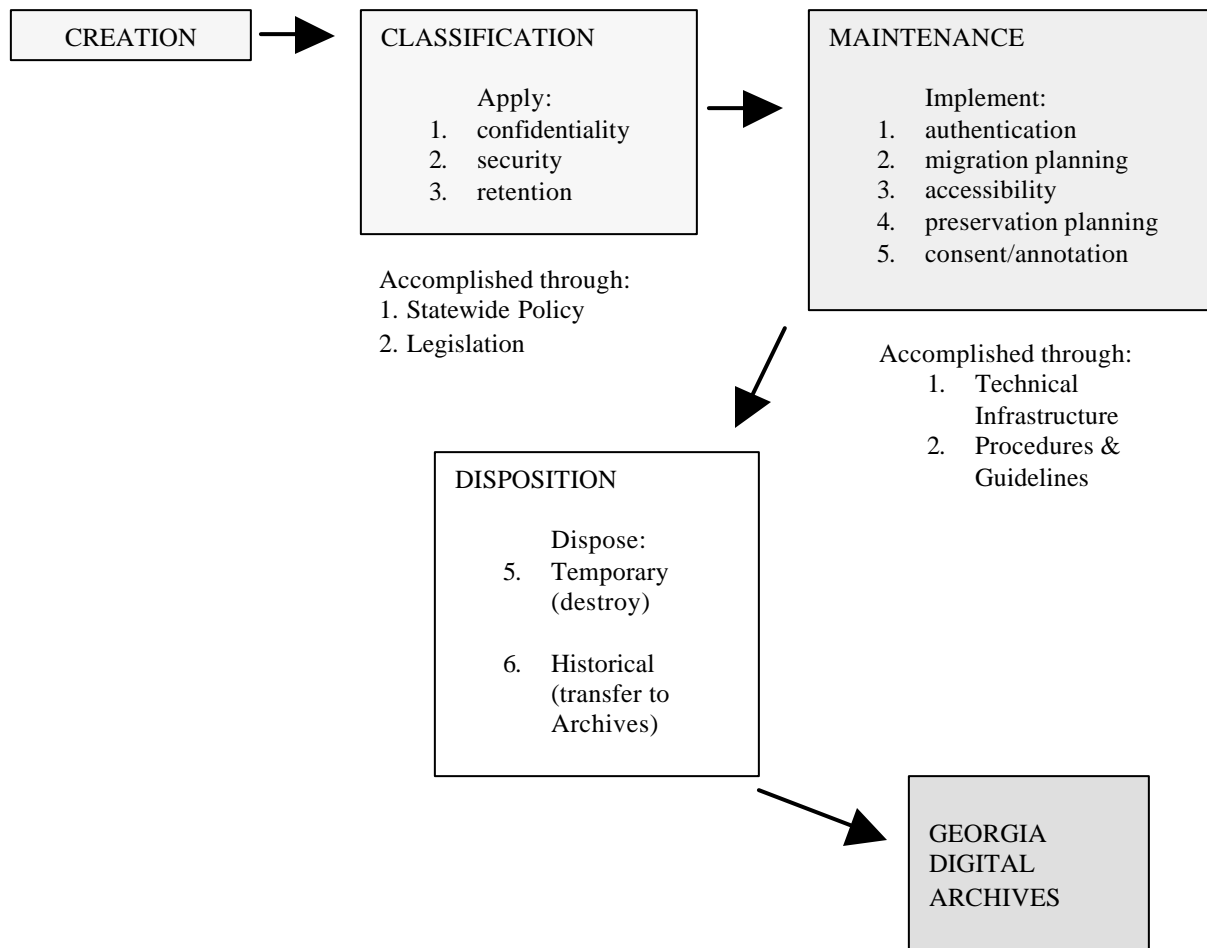 CREATION
CLASSIFICATION
Apply:
1. confidentiality
2. security
3. retention
Accomplished through:
1. Statewide Policy
2. Legislation
MAINTENANCE
Implement:
1. authentication
2. migration planning
3. accessibility
4. preservation planning
5. consent/annotation
Accomplished through:
1. Technical
Infrastructure
2. Procedures &
Guidelines
DISPOSITION
Dispose:
5. Temporary
(destroy)
6. Historical
(transfer to
Archives)
GEORGIA
DIGITAL
ARCHIVES